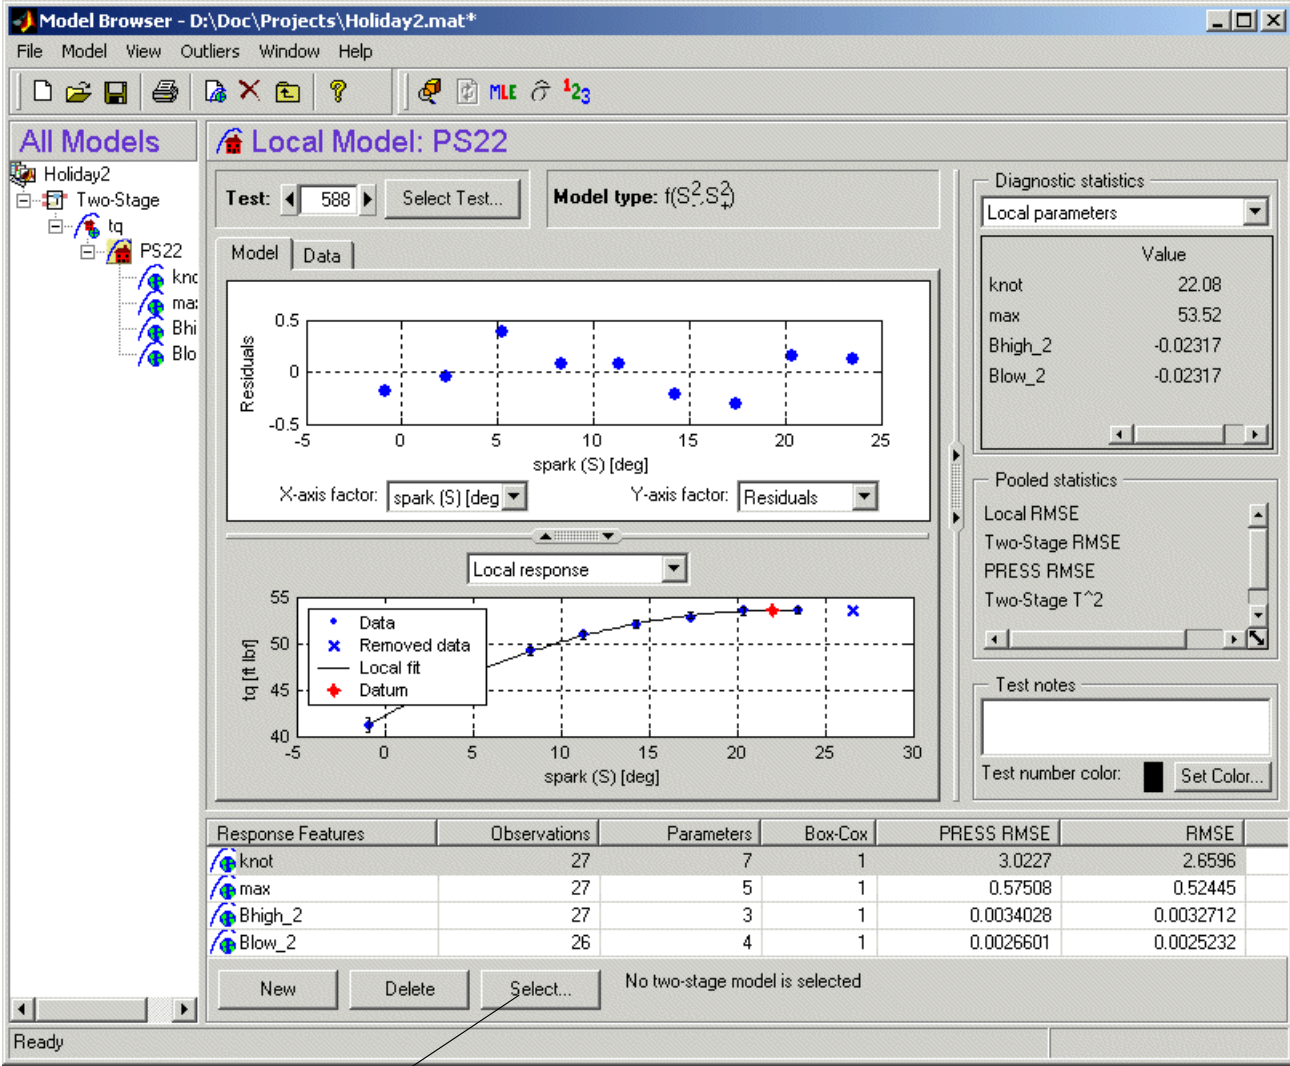 Model Browser - D:\Doc\Projects\Holiday2.mat*
File Model View Outliers Window Help
MLE σ̂ 123
All Models
Holiday2
Two-Stage
tq
PS22
kno
max
Bhi
Blo
Local Model: PS22
Test: 588 Select Test...
Model type: f(S²-,S²+)
Model Data
0.5
0
-0.5
Residuals
-5 0 5 10 15 20 25
spark (S) [deg]
X-axis factor: spark (S) [deg Y-axis factor: Residuals
Local response
55
50
45
40
tq [ft lbf]
Data
Removed data
Local fit
Datum
-5 0 5 10 15 20 25 30
spark (S) [deg]
Diagnostic statistics
Local parameters
Value
knot 22.08
max 53.52
Bhigh_2 -0.02317
Blow_2 -0.02317
Pooled statistics
Local RMSE
Two-Stage RMSE
PRESS RMSE
Two-Stage T^2
Test notes
Test number color: Set Color...
Response Features Observations Parameters Box-Cox PRESS RMSE RMSE
knot 27 7 1 3.0227 2.6596
max 27 5 1 0.57508 0.52445
Bhigh_2 27 3 1 0.0034028 0.0032712
Blow_2 26 4 1 0.0026601 0.0025232
New Delete Select... No two-stage model is selected
Ready